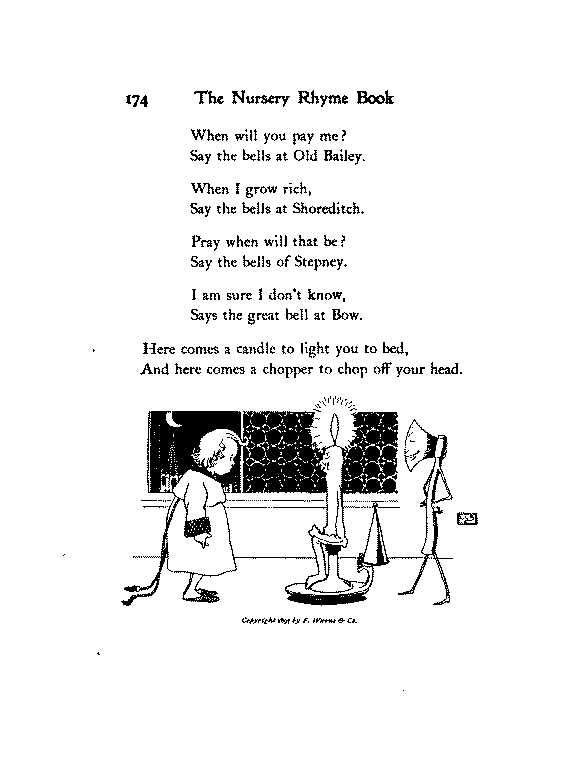 174 The Nursery Rhyme Book
When will you pay me?
Say the bells at Old Bailey.
When I grow rich,
Say the bells at Shoreditch.
Pray when will that be?
Say the bells of Stepney.
I am sure I don't know,
Says the great bell at Bow.
Here comes a candle to light you to bed,
And here comes a chopper to chop off your head.
Copyright by F. Warne & Co.